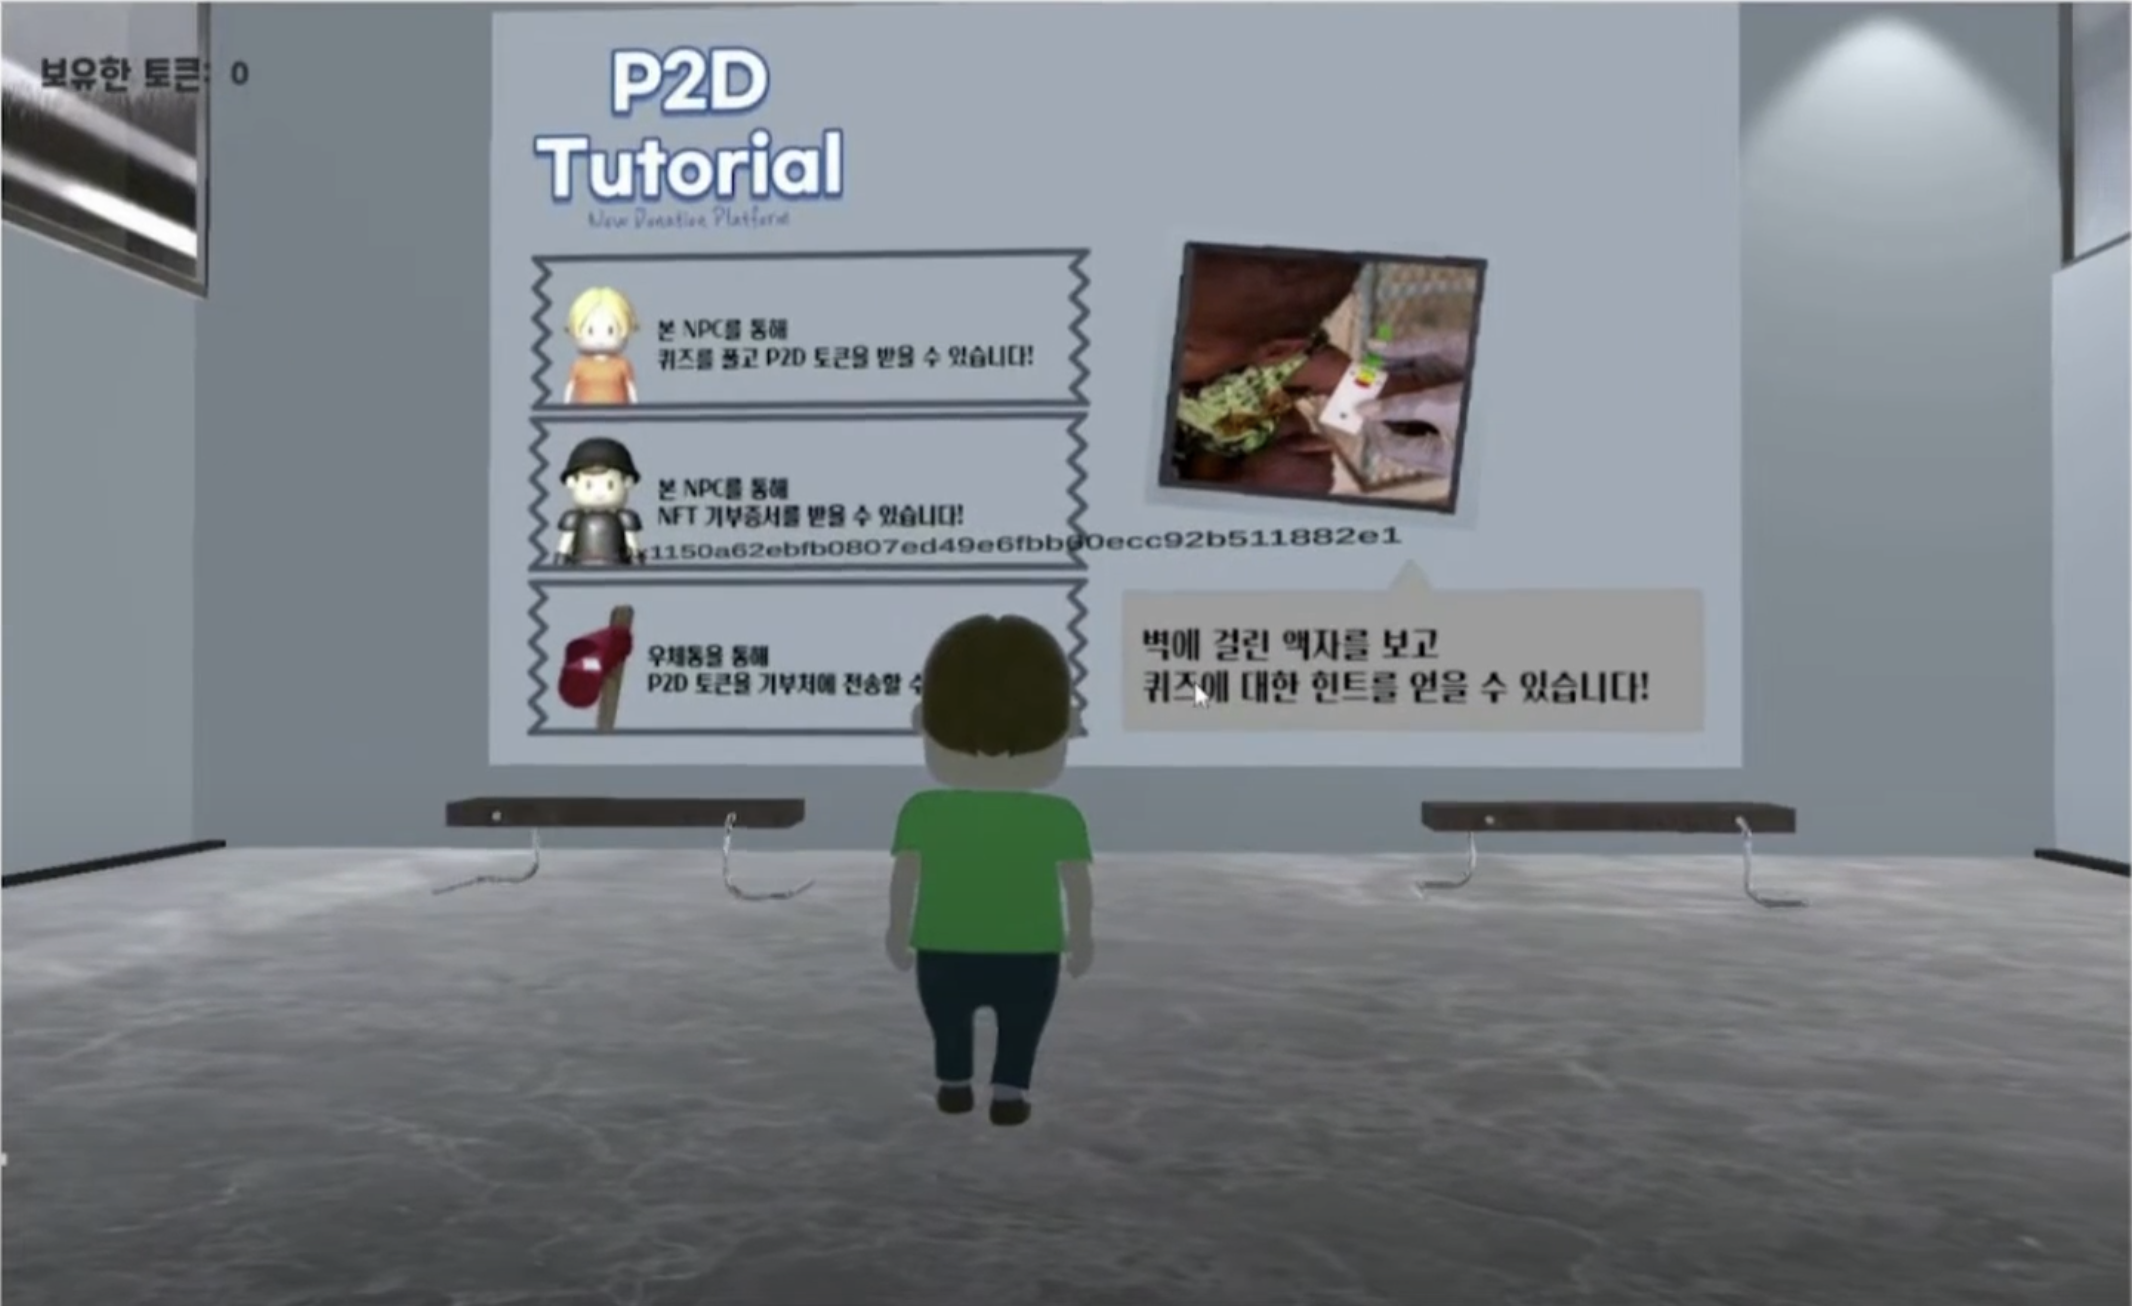 보유한 토큰: 0
P2D
Tutorial
New Donation Platform
본 NPC를 통해
퀴즈를 풀고 P2D 토큰을 받을 수 있습니다!
본 NPC를 통해
NFT 기부증서를 받을 수 있습니다!
우체통을 통해
P2D 토큰을 기부처에 전송할 수
벽에 걸린 액자를 보고
퀴즈에 대한 힌트를 얻을 수 있습니다!